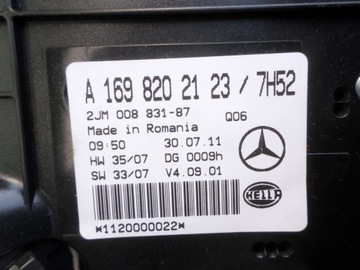 A 169 820 21 23 / 7H52
2JM 008 831-87 Q06
Made in Romania
09:50 30.07.11
HW 35/07 DG 0009h
SW 33/07 V4.09.01
HELLA
*1120000022*